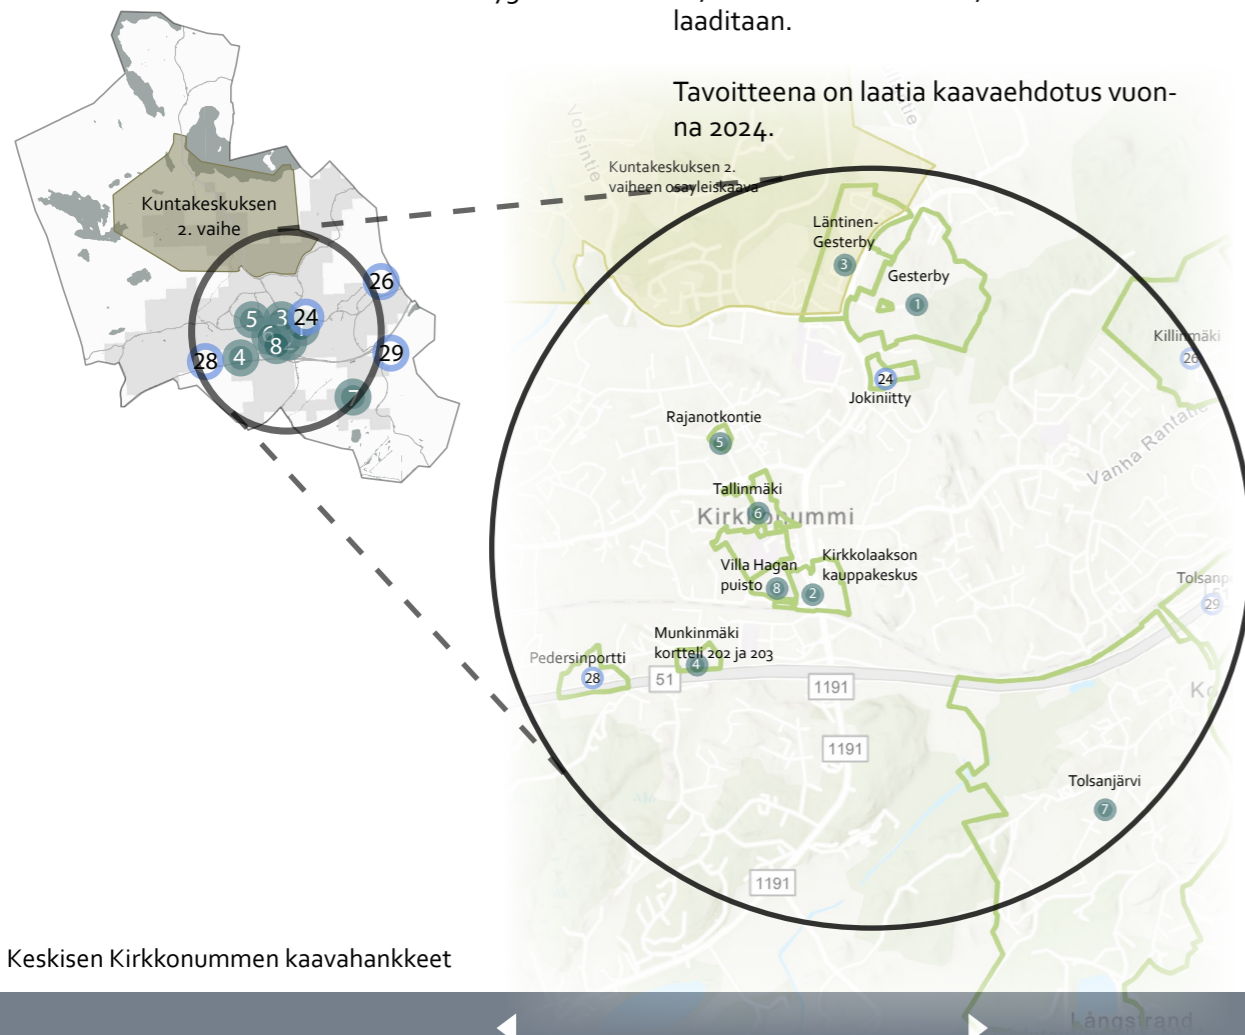 laaditaan.
Tavoitteena on laatia kaavaehdotus vuon-
na 2024.
Kuntakeskuksen
2. vaihe
26
5
3
24
6
8
28
4
29
7
Volsintie
Kuntakeskuksen 2.
vaiheen osayleiskaava
Läntinen-
Gesterby
3
Gesterby
1
Killinmäki
26
24
Jokiniitty
Vanha Rantatie
Rajanotkontie
5
Tallinmäki
6
Kirkkonummi
Villa Hagan
puisto
8
Kirkkolaakson
kauppakeskus
2
29
Munkinmäki
kortteli 202 ja 203
4
Pedersinportti
28
51
1191
1191
Tolsanjärvi
7
1191
Långstrand
Keskisen Kirkkonummen kaavahankkeet